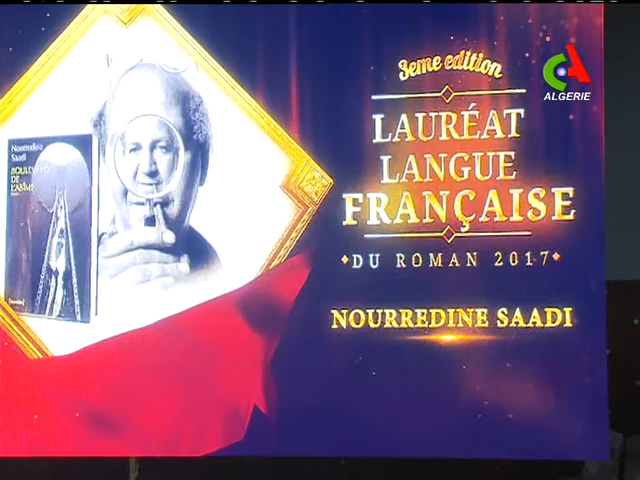 3eme edition
LAURÉAT
LANGUE
FRANÇAISE
DU ROMAN 2017
NOURREDINE SAADI
ALGERIE
Nourredine
Saadi
BOULEVARD
DE
L'ABÎME